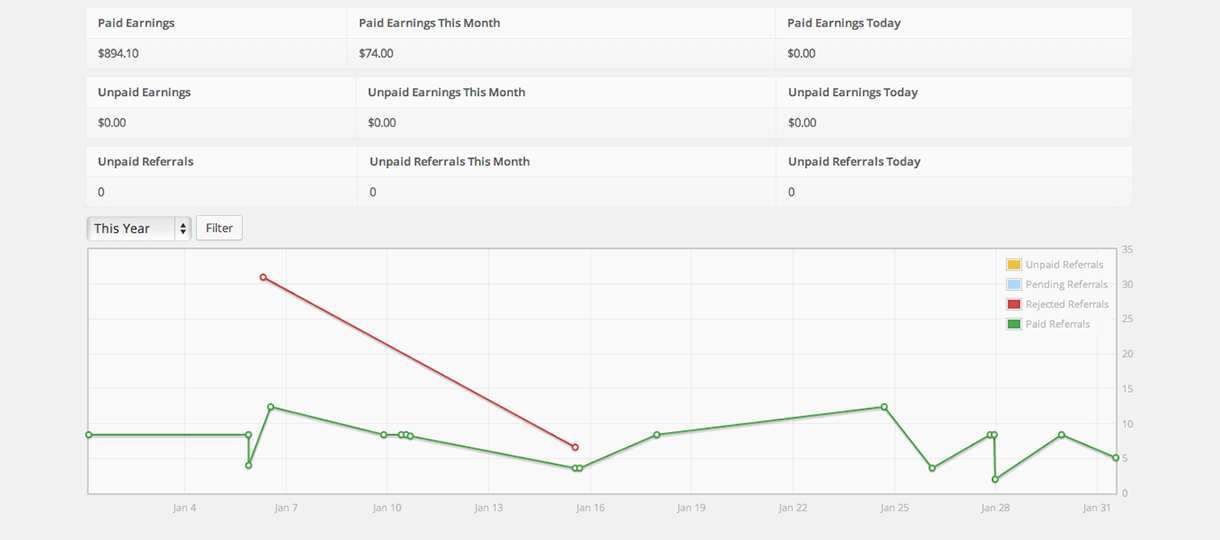 Paid Earnings Paid Earnings This Month Paid Earnings Today
$894.10 $74.00 $0.00
Unpaid Earnings Unpaid Earnings This Month Unpaid Earnings Today
$0.00 $0.00 $0.00
Unpaid Referrals Unpaid Referrals This Month Unpaid Referrals Today
0 0 0
This Year Filter
35
Unpaid Referrals
Pending Referrals 30
Rejected Referrals
Paid Referrals 25
20
15
10
5
0
Jan 4 Jan 7 Jan 10 Jan 13 Jan 16 Jan 19 Jan 22 Jan 25 Jan 28 Jan 31